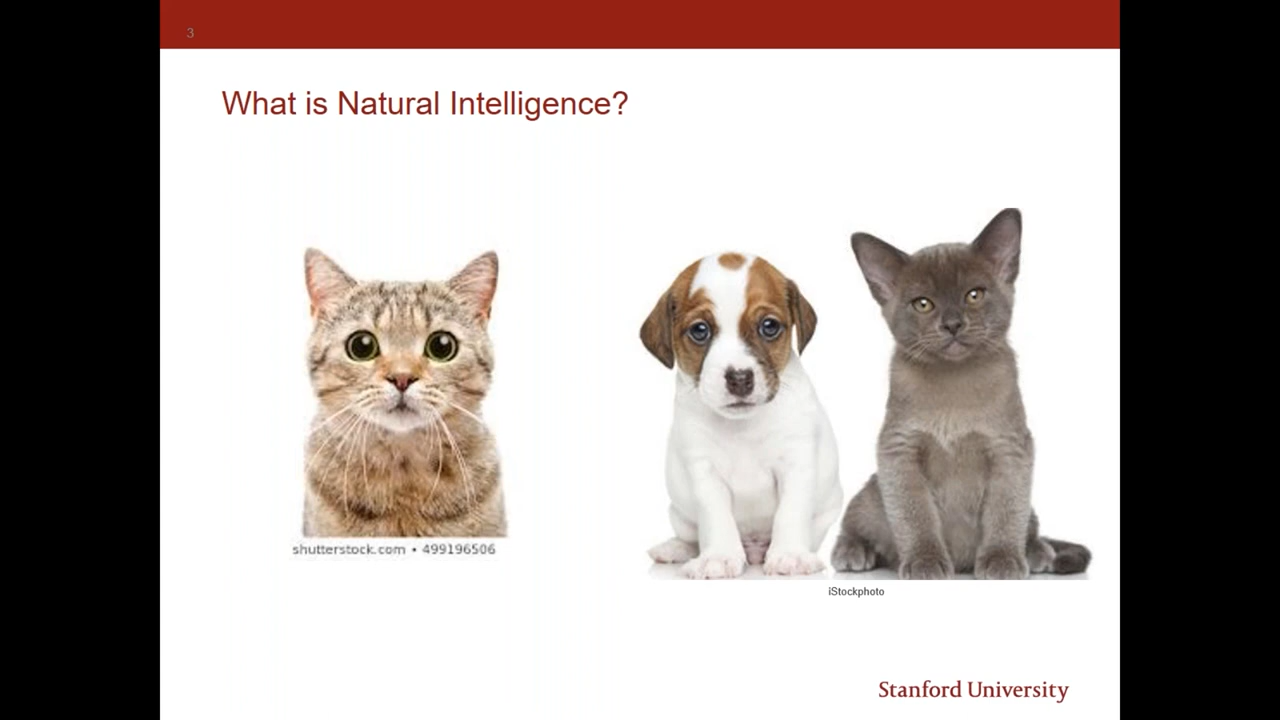 3
What is Natural Intelligence?
shutterstock.com • 499196506
iStockphoto
Stanford University